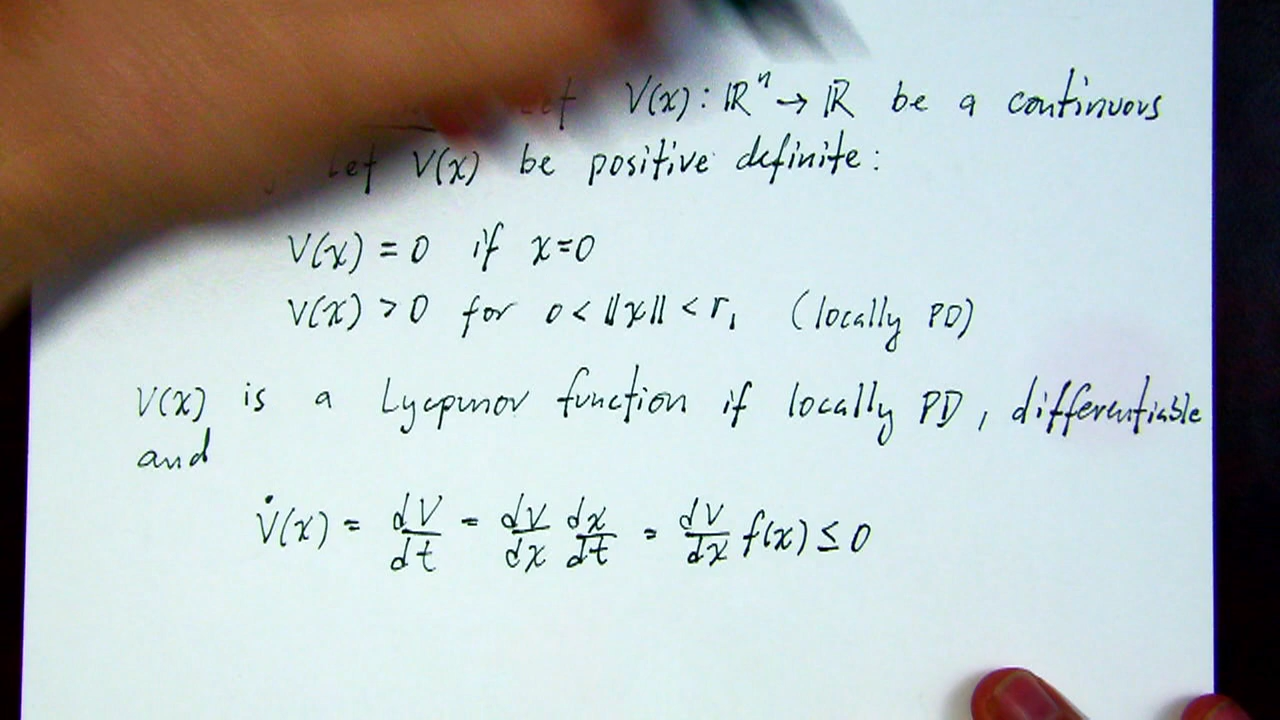 V(x) : ℝⁿ → ℝ be a continuous
Let V(x) be positive definite :
V(x) = 0 if x=0
V(x) > 0 for 0 < ||x|| < r₁ (locally PD)
V(x) is a Lyapunov function if locally PD , differentiable
and
V̇(x) = dV/dt = dV/dx dx/dt = dV/dx f(x) ≤ 0